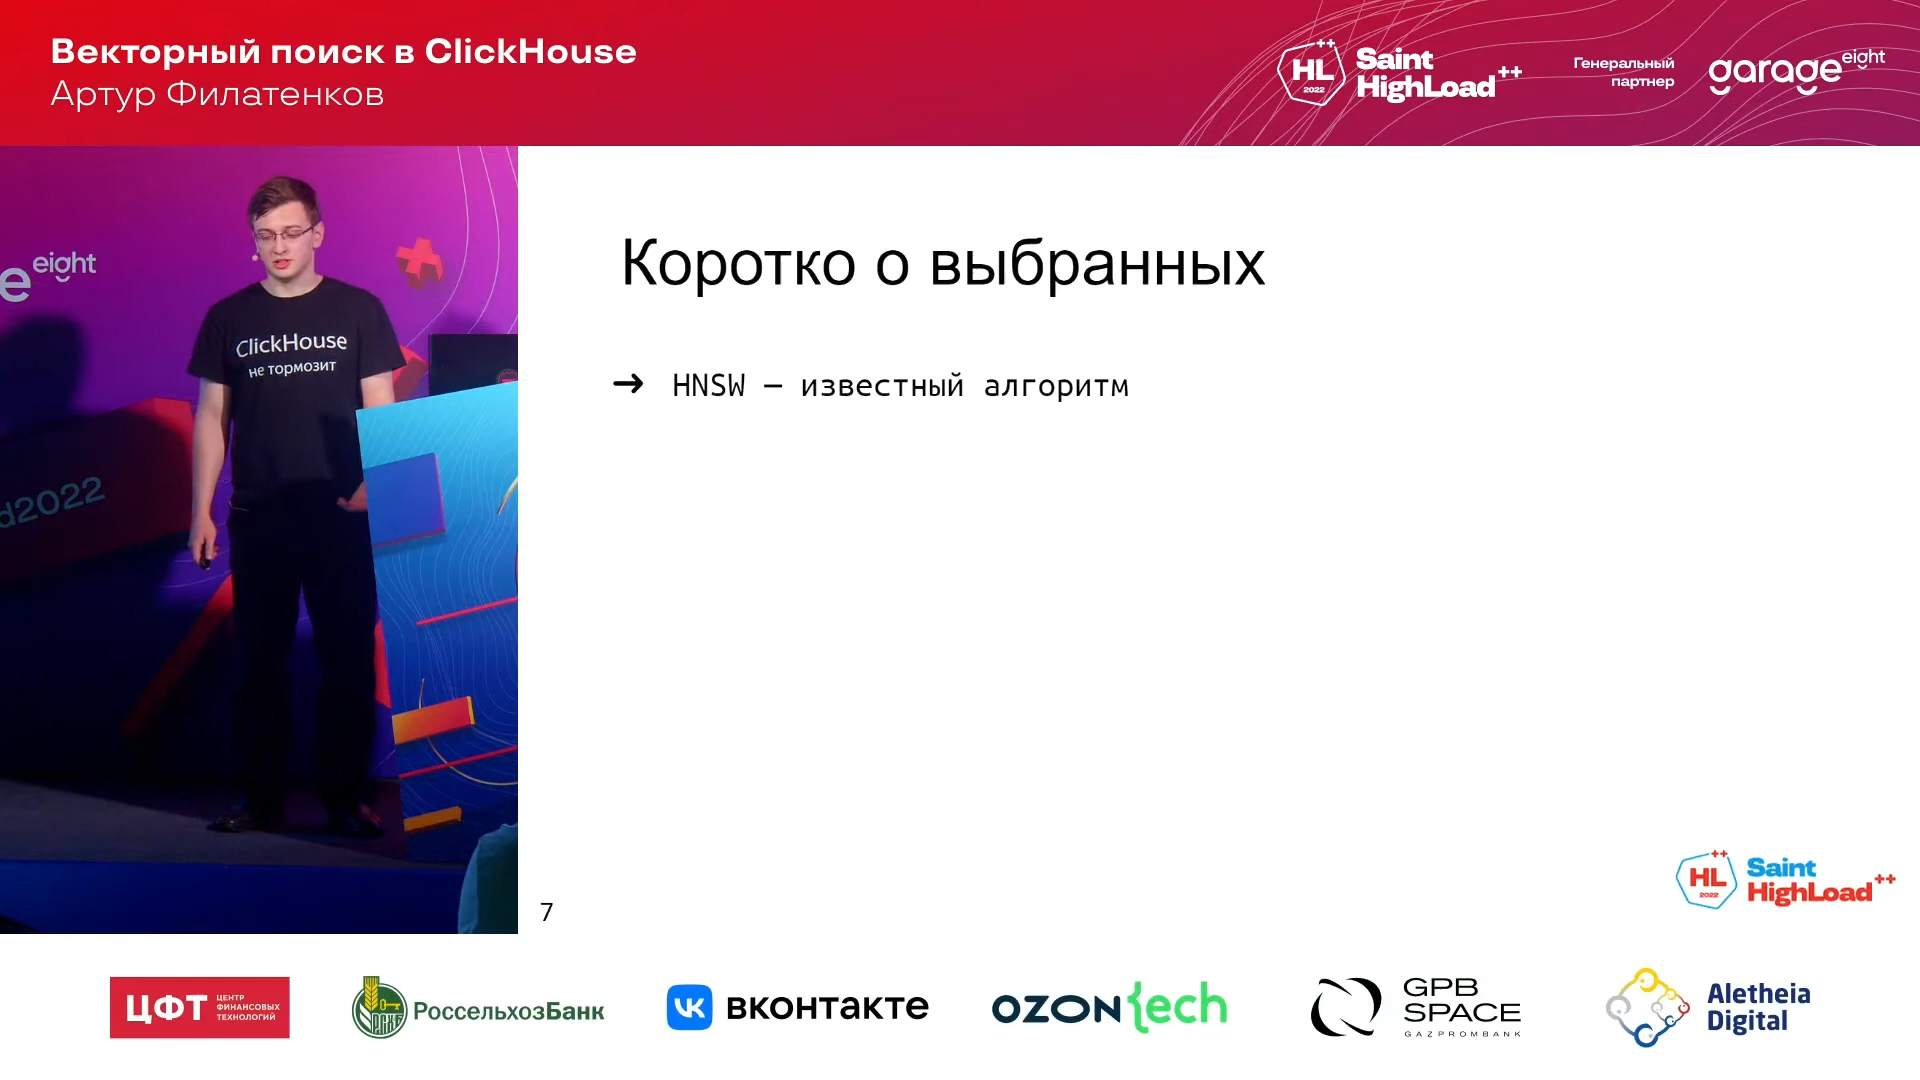 Векторный поиск в ClickHouse
Артур Филатенков
++
HL
2022
Saint
HighLoad++
Генеральный
партнер
garage eight
e eight
ClickHouse
не тормозит
d2022
Коротко о выбранных
➔ HNSW – известный алгоритм
++
HL
2022
Saint
HighLoad++
7
ЦФТ
ЦЕНТР
ФИНАНСОВЫХ
ТЕХНОЛОГИЙ
РСХБ
РоссельхозБанк
вконтакте
OZON{ech
GPB
SPACE
GAZPROMBANK
Aletheia
Digital